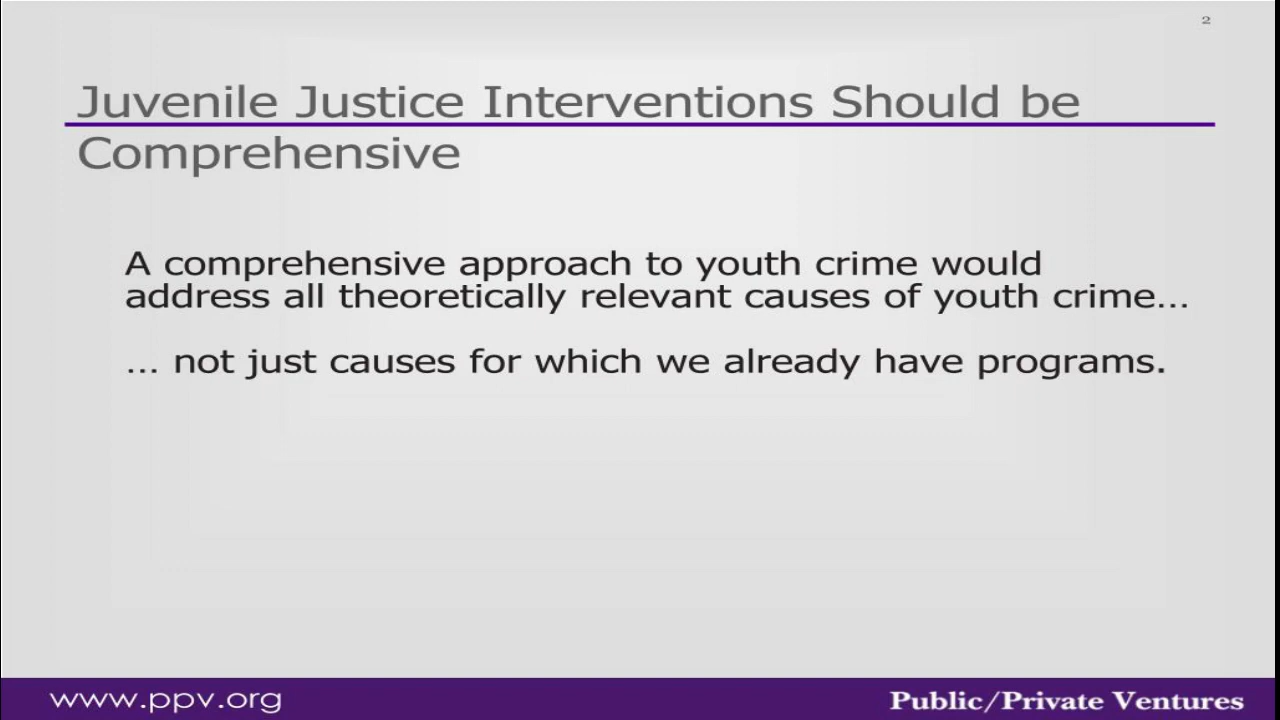 2
Juvenile Justice Interventions Should be
Comprehensive
A comprehensive approach to youth crime would
address all theoretically relevant causes of youth crime...
... not just causes for which we already have programs.
www.ppv.org
Public/Private Ventures